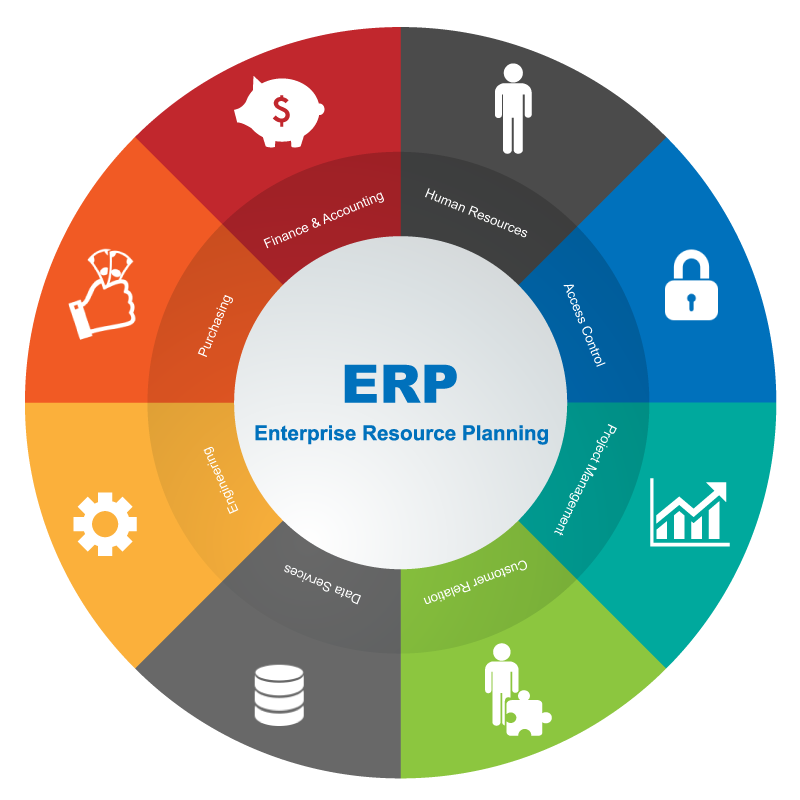 $
Finance & Accounting
Human Resources
Purchasing
Access Control
ERP
Enterprise Resource Planning
Engineering
Project Management
Data Services
Customer Relation